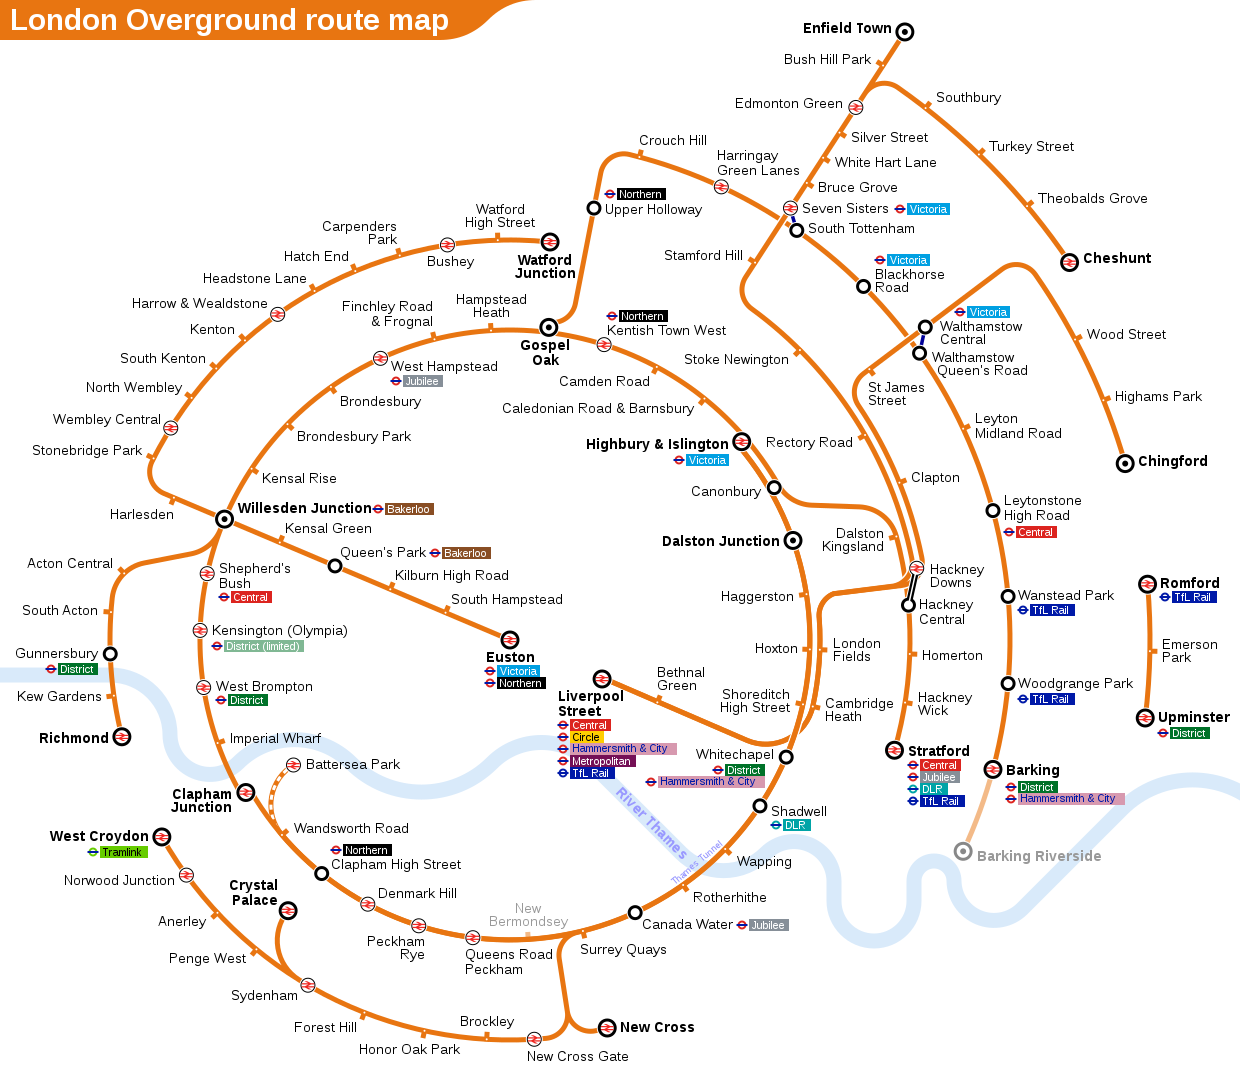 London Overground route map
Enfield Town
Bush Hill Park
Edmonton Green
Southbury
Silver Street
Turkey Street
White Hart Lane
Bruce Grove
Theobalds Grove
Seven Sisters
Victoria
South Tottenham
Cheshunt
Crouch Hill
Harringay
Green Lanes
Northern
Upper Holloway
Stamford Hill
Victoria
Blackhorse
Road
Victoria
Walthamstow
Central
Walthamstow
Queen's Road
Wood Street
Highams Park
Chingford
Stoke Newington
St James
Street
Rectory Road
Clapton
Leyton
Midland Road
Leytonstone
High Road
Central
Watford
High Street
Watford
Junction
Carpenders
Park
Bushey
Hatch End
Headstone Lane
Harrow & Wealdstone
Kenton
South Kenton
North Wembley
Wembley Central
Stonebridge Park
Harlesden
Finchley Road
& Frognal
Hampstead
Heath
Gospel
Oak
Northern
Kentish Town West
West Hampstead
Jubilee
Camden Road
Caledonian Road & Barnsbury
Brondesbury
Brondesbury Park
Kensal Rise
Highbury & Islington
Victoria
Canonbury
Willesden Junction
Bakerloo
Kensal Green
Queen's Park
Bakerloo
Kilburn High Road
South Hampstead
Euston
Victoria
Northern
Dalston Junction
Dalston
Kingsland
Hackney
Downs
Hackney
Central
Haggerston
Hoxton
London
Fields
Homerton
Shoreditch
High Street
Cambridge
Heath
Hackney
Wick
Wanstead Park
TfL Rail
Woodgrange Park
TfL Rail
Romford
TfL Rail
Emerson
Park
Upminster
District
Acton Central
South Acton
Gunnersbury
District
Kew Gardens
Richmond
Shepherd's
Bush
Central
Kensington (Olympia)
District (limited)
West Brompton
District
Imperial Wharf
Battersea Park
Clapham
Junction
Wandsworth Road
Northern
Clapham High Street
Denmark Hill
Peckham
Rye
Queens Road
Peckham
New
Bermondsey
Surrey Quays
Canada Water
Jubilee
Rotherhithe
Wapping
Thames Tunnel
River Thames
Shadwell
DLR
Whitechapel
District
Hammersmith & City
Bethnal
Green
Liverpool
Street
Central
Circle
Hammersmith & City
Metropolitan
TfL Rail
Stratford
Central
Jubilee
DLR
TfL Rail
Barking
District
Hammersmith & City
Barking Riverside
West Croydon
Tramlink
Norwood Junction
Crystal
Palace
Anerley
Penge West
Sydenham
Forest Hill
Honor Oak Park
Brockley
New Cross Gate
New Cross